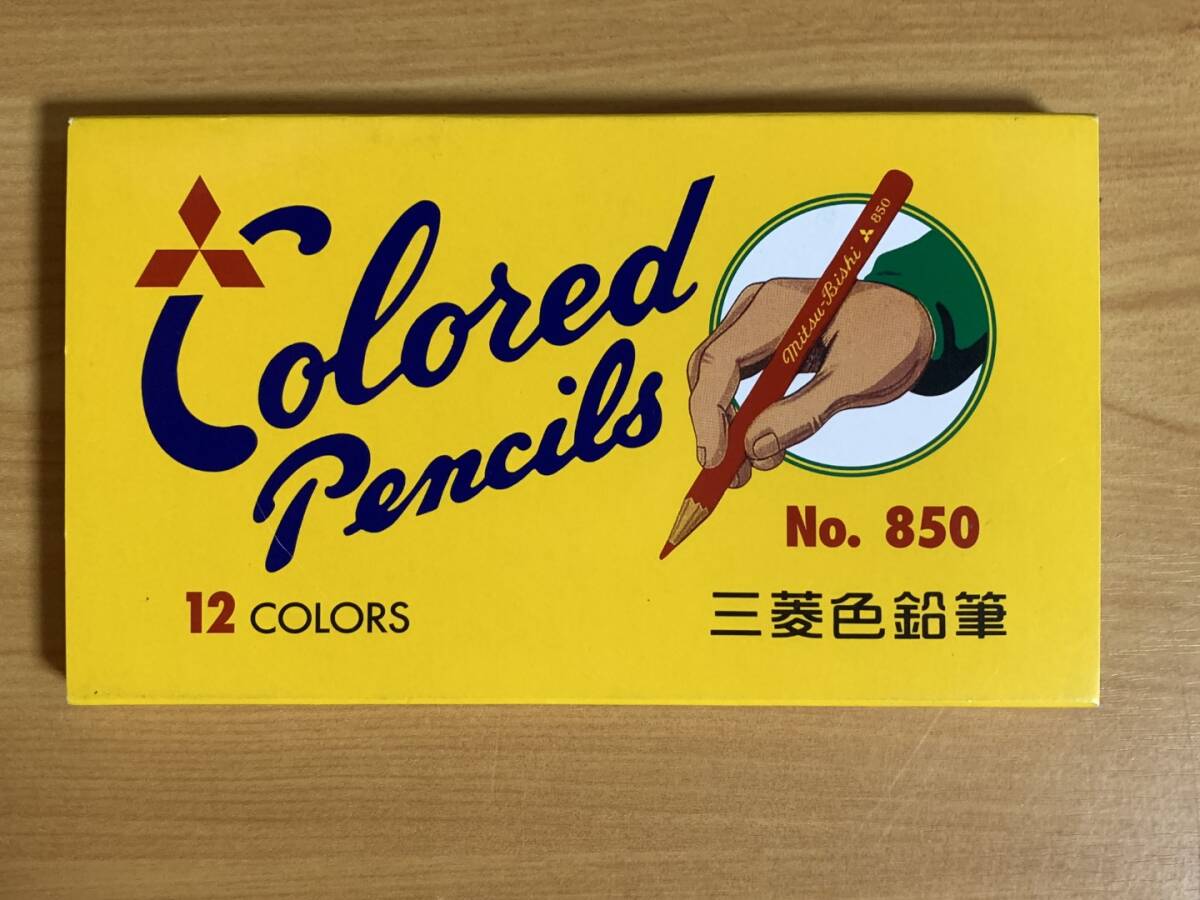 Colored
Pencils
Mitsu-Bishi 850
No. 850
12 COLORS
三菱色鉛筆